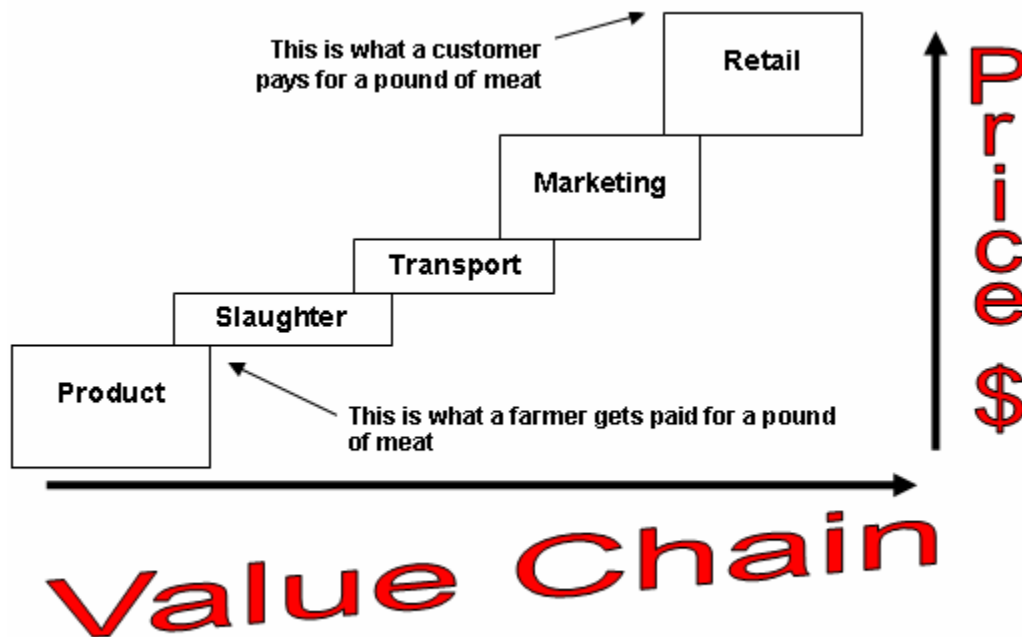 This is what a customer
pays for a pound of meat
Retail
Marketing
Transport
Slaughter
Product
This is what a farmer gets paid for a pound
of meat
Price $
Value Chain